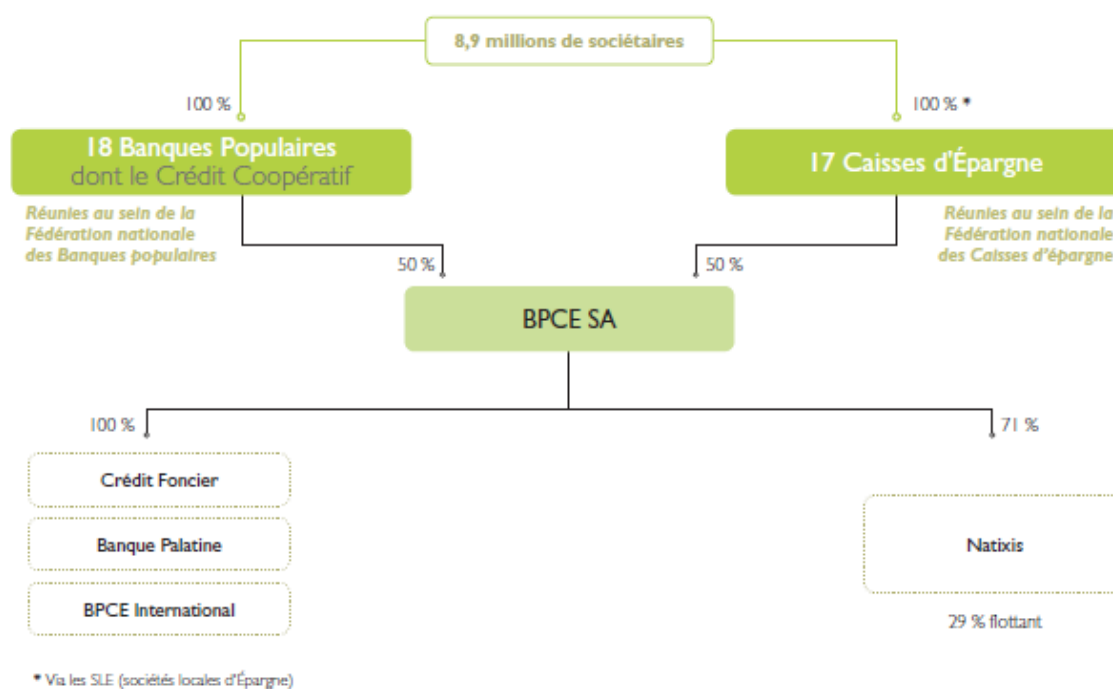 8,9 millions de sociétaires
100 %
100 % *
18 Banques Populaires
dont le Crédit Coopératif
17 Caisses d'Épargne
Réunies au sein de la
Fédération nationale
des Banques populaires
Réunies au sein de la
Fédération nationale
des Caisses d'épargne
50 %
50 %
BPCE SA
100 %
71 %
Crédit Foncier
Banque Palatine
BPCE International
Natixis
29 % flottant
* Via les SLE (sociétés locales d'Épargne)